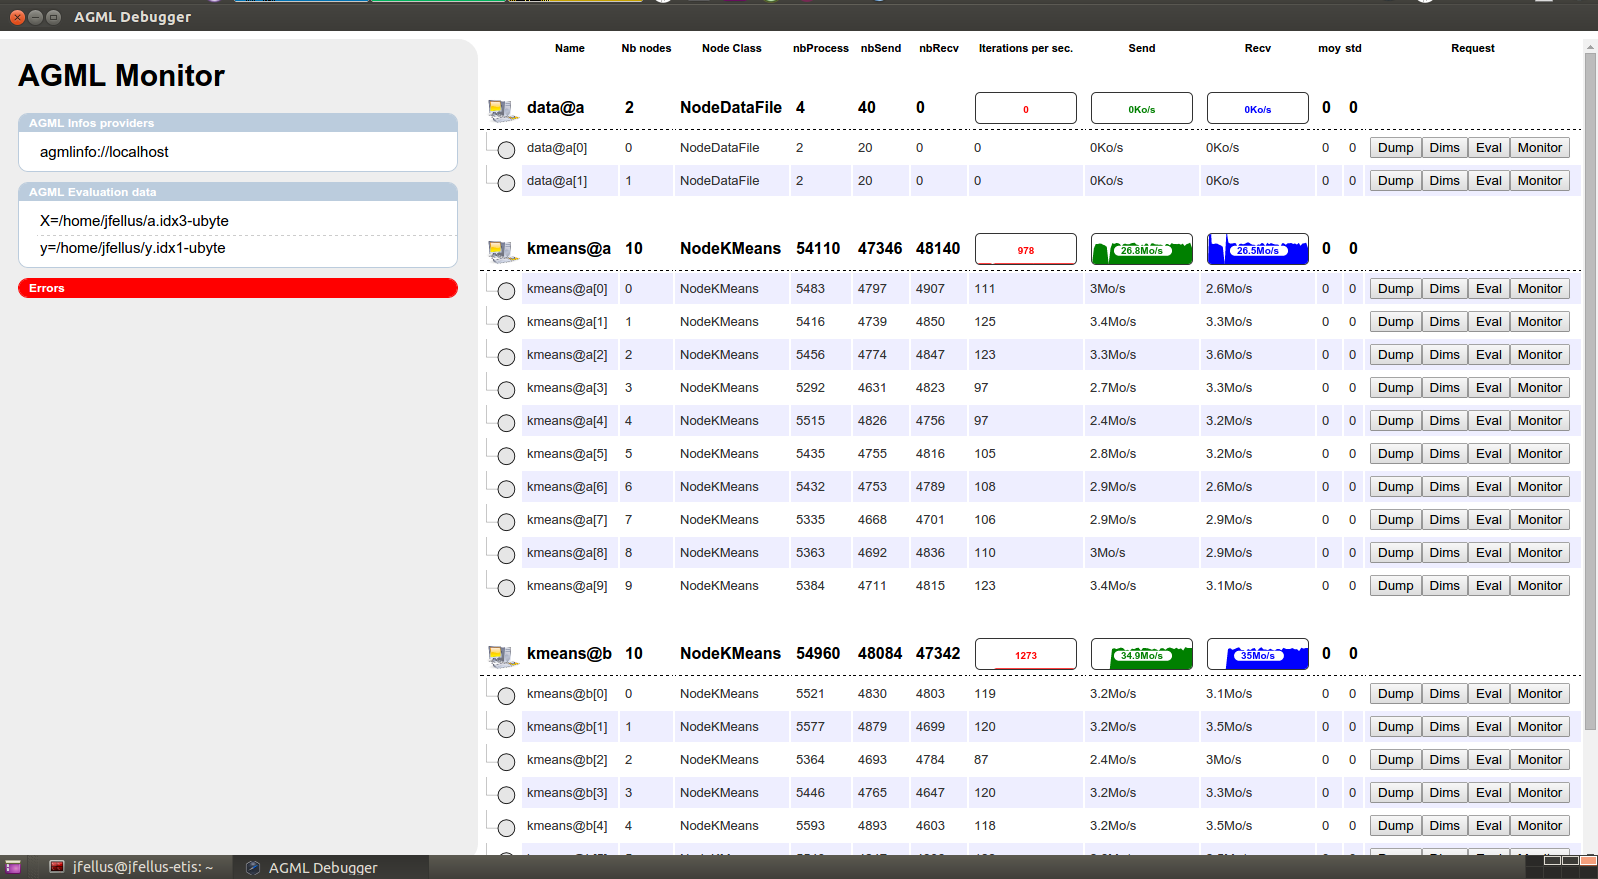 AGML Debugger
AGML Monitor
AGML Infos providers
agmlinfo://localhost
AGML Evaluation data
X=/home/jfellus/a.idx3-ubyte
y=/home/jfellus/y.idx1-ubyte
Errors
Name Nb nodes Node Class nbProcess nbSend nbRecv Iterations per sec. Send Recv moy std Request
data@a 2 NodeDataFile 4 40 0 0 0Ko/s 0Ko/s 0 0
data@a[0] 0 NodeDataFile 2 20 0 0 0Ko/s 0Ko/s 0 0 Dump Dims Eval Monitor
data@a[1] 1 NodeDataFile 2 20 0 0 0Ko/s 0Ko/s 0 0 Dump Dims Eval Monitor
kmeans@a 10 NodeKMeans 54110 47346 48140 978 26.8Mo/s 26.5Mo/s 0 0
kmeans@a[0] 0 NodeKMeans 5483 4797 4907 111 3Mo/s 2.6Mo/s 0 0 Dump Dims Eval Monitor
kmeans@a[1] 1 NodeKMeans 5416 4739 4850 125 3.4Mo/s 3.3Mo/s 0 0 Dump Dims Eval Monitor
kmeans@a[2] 2 NodeKMeans 5456 4774 4847 123 3.3Mo/s 3.6Mo/s 0 0 Dump Dims Eval Monitor
kmeans@a[3] 3 NodeKMeans 5292 4631 4823 97 2.7Mo/s 3.3Mo/s 0 0 Dump Dims Eval Monitor
kmeans@a[4] 4 NodeKMeans 5515 4826 4756 97 2.4Mo/s 3.2Mo/s 0 0 Dump Dims Eval Monitor
kmeans@a[5] 5 NodeKMeans 5435 4755 4816 105 2.8Mo/s 3.2Mo/s 0 0 Dump Dims Eval Monitor
kmeans@a[6] 6 NodeKMeans 5432 4753 4789 108 2.9Mo/s 2.6Mo/s 0 0 Dump Dims Eval Monitor
kmeans@a[7] 7 NodeKMeans 5335 4668 4701 106 2.9Mo/s 2.9Mo/s 0 0 Dump Dims Eval Monitor
kmeans@a[8] 8 NodeKMeans 5363 4692 4836 110 3Mo/s 2.9Mo/s 0 0 Dump Dims Eval Monitor
kmeans@a[9] 9 NodeKMeans 5384 4711 4815 123 3.4Mo/s 3.1Mo/s 0 0 Dump Dims Eval Monitor
kmeans@b 10 NodeKMeans 54960 48084 47342 1273 34.9Mo/s 35Mo/s 0 0
kmeans@b[0] 0 NodeKMeans 5521 4830 4803 119 3.2Mo/s 3.1Mo/s 0 0 Dump Dims Eval Monitor
kmeans@b[1] 1 NodeKMeans 5577 4879 4699 120 3.2Mo/s 3.5Mo/s 0 0 Dump Dims Eval Monitor
kmeans@b[2] 2 NodeKMeans 5364 4693 4784 87 2.4Mo/s 3Mo/s 0 0 Dump Dims Eval Monitor
kmeans@b[3] 3 NodeKMeans 5446 4765 4647 120 3.2Mo/s 3.3Mo/s 0 0 Dump Dims Eval Monitor
kmeans@b[4] 4 NodeKMeans 5593 4893 4603 118 3.2Mo/s 3.5Mo/s 0 0 Dump Dims Eval Monitor
jfellus@jfellus-etis: ~ AGML Debugger